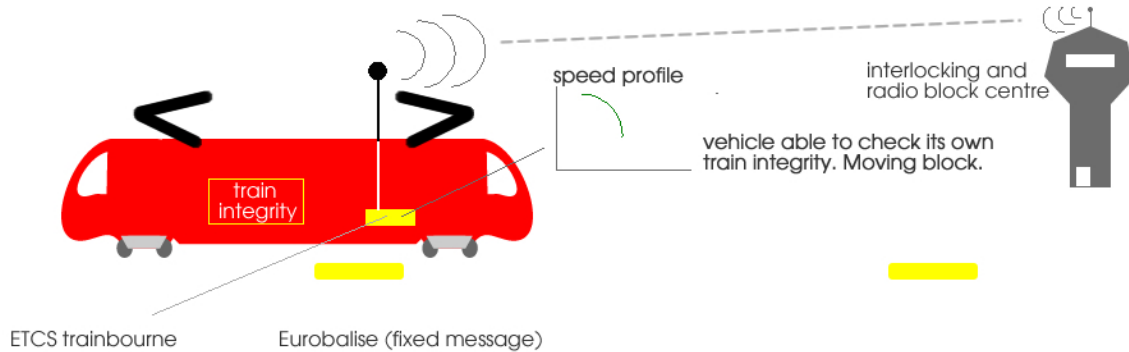 speed profile
interlocking and
radio block centre
vehicle able to check its own
train integrity. Moving block.
train
integrity
ETCS trainbourne
Eurobalise (fixed message)